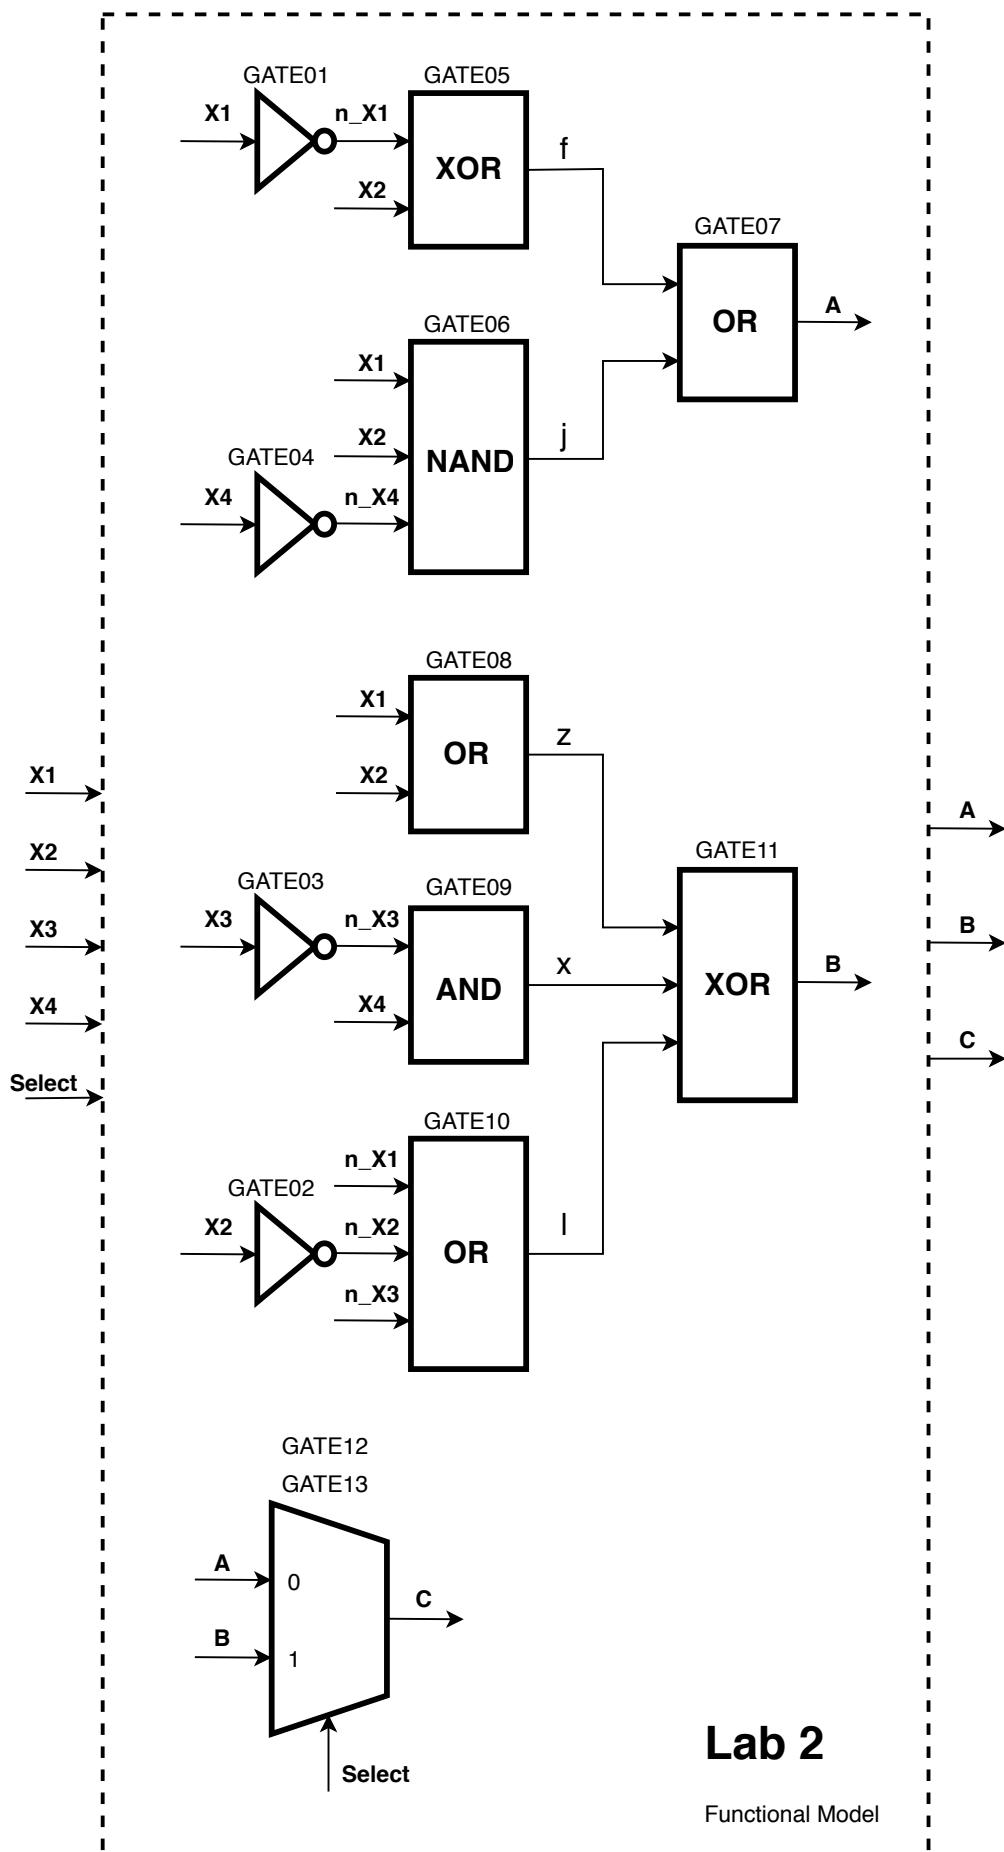 GATE01
GATE05
X1
n_X1
XOR
X2
f
GATE07
OR
A
GATE06
X1
X2
GATE04
NAND
j
X4
n_X4
GATE08
X1
OR
X2
z
X1
X2
X3
X4
Select
GATE03
GATE09
X3
n_X3
AND
X4
x
GATE11
XOR
B
A
B
C
GATE10
n_X1
GATE02
X2
n_X2
OR
n_X3
l
GATE12
GATE13
A
0
B
1
C
Select
Lab 2
Functional Model